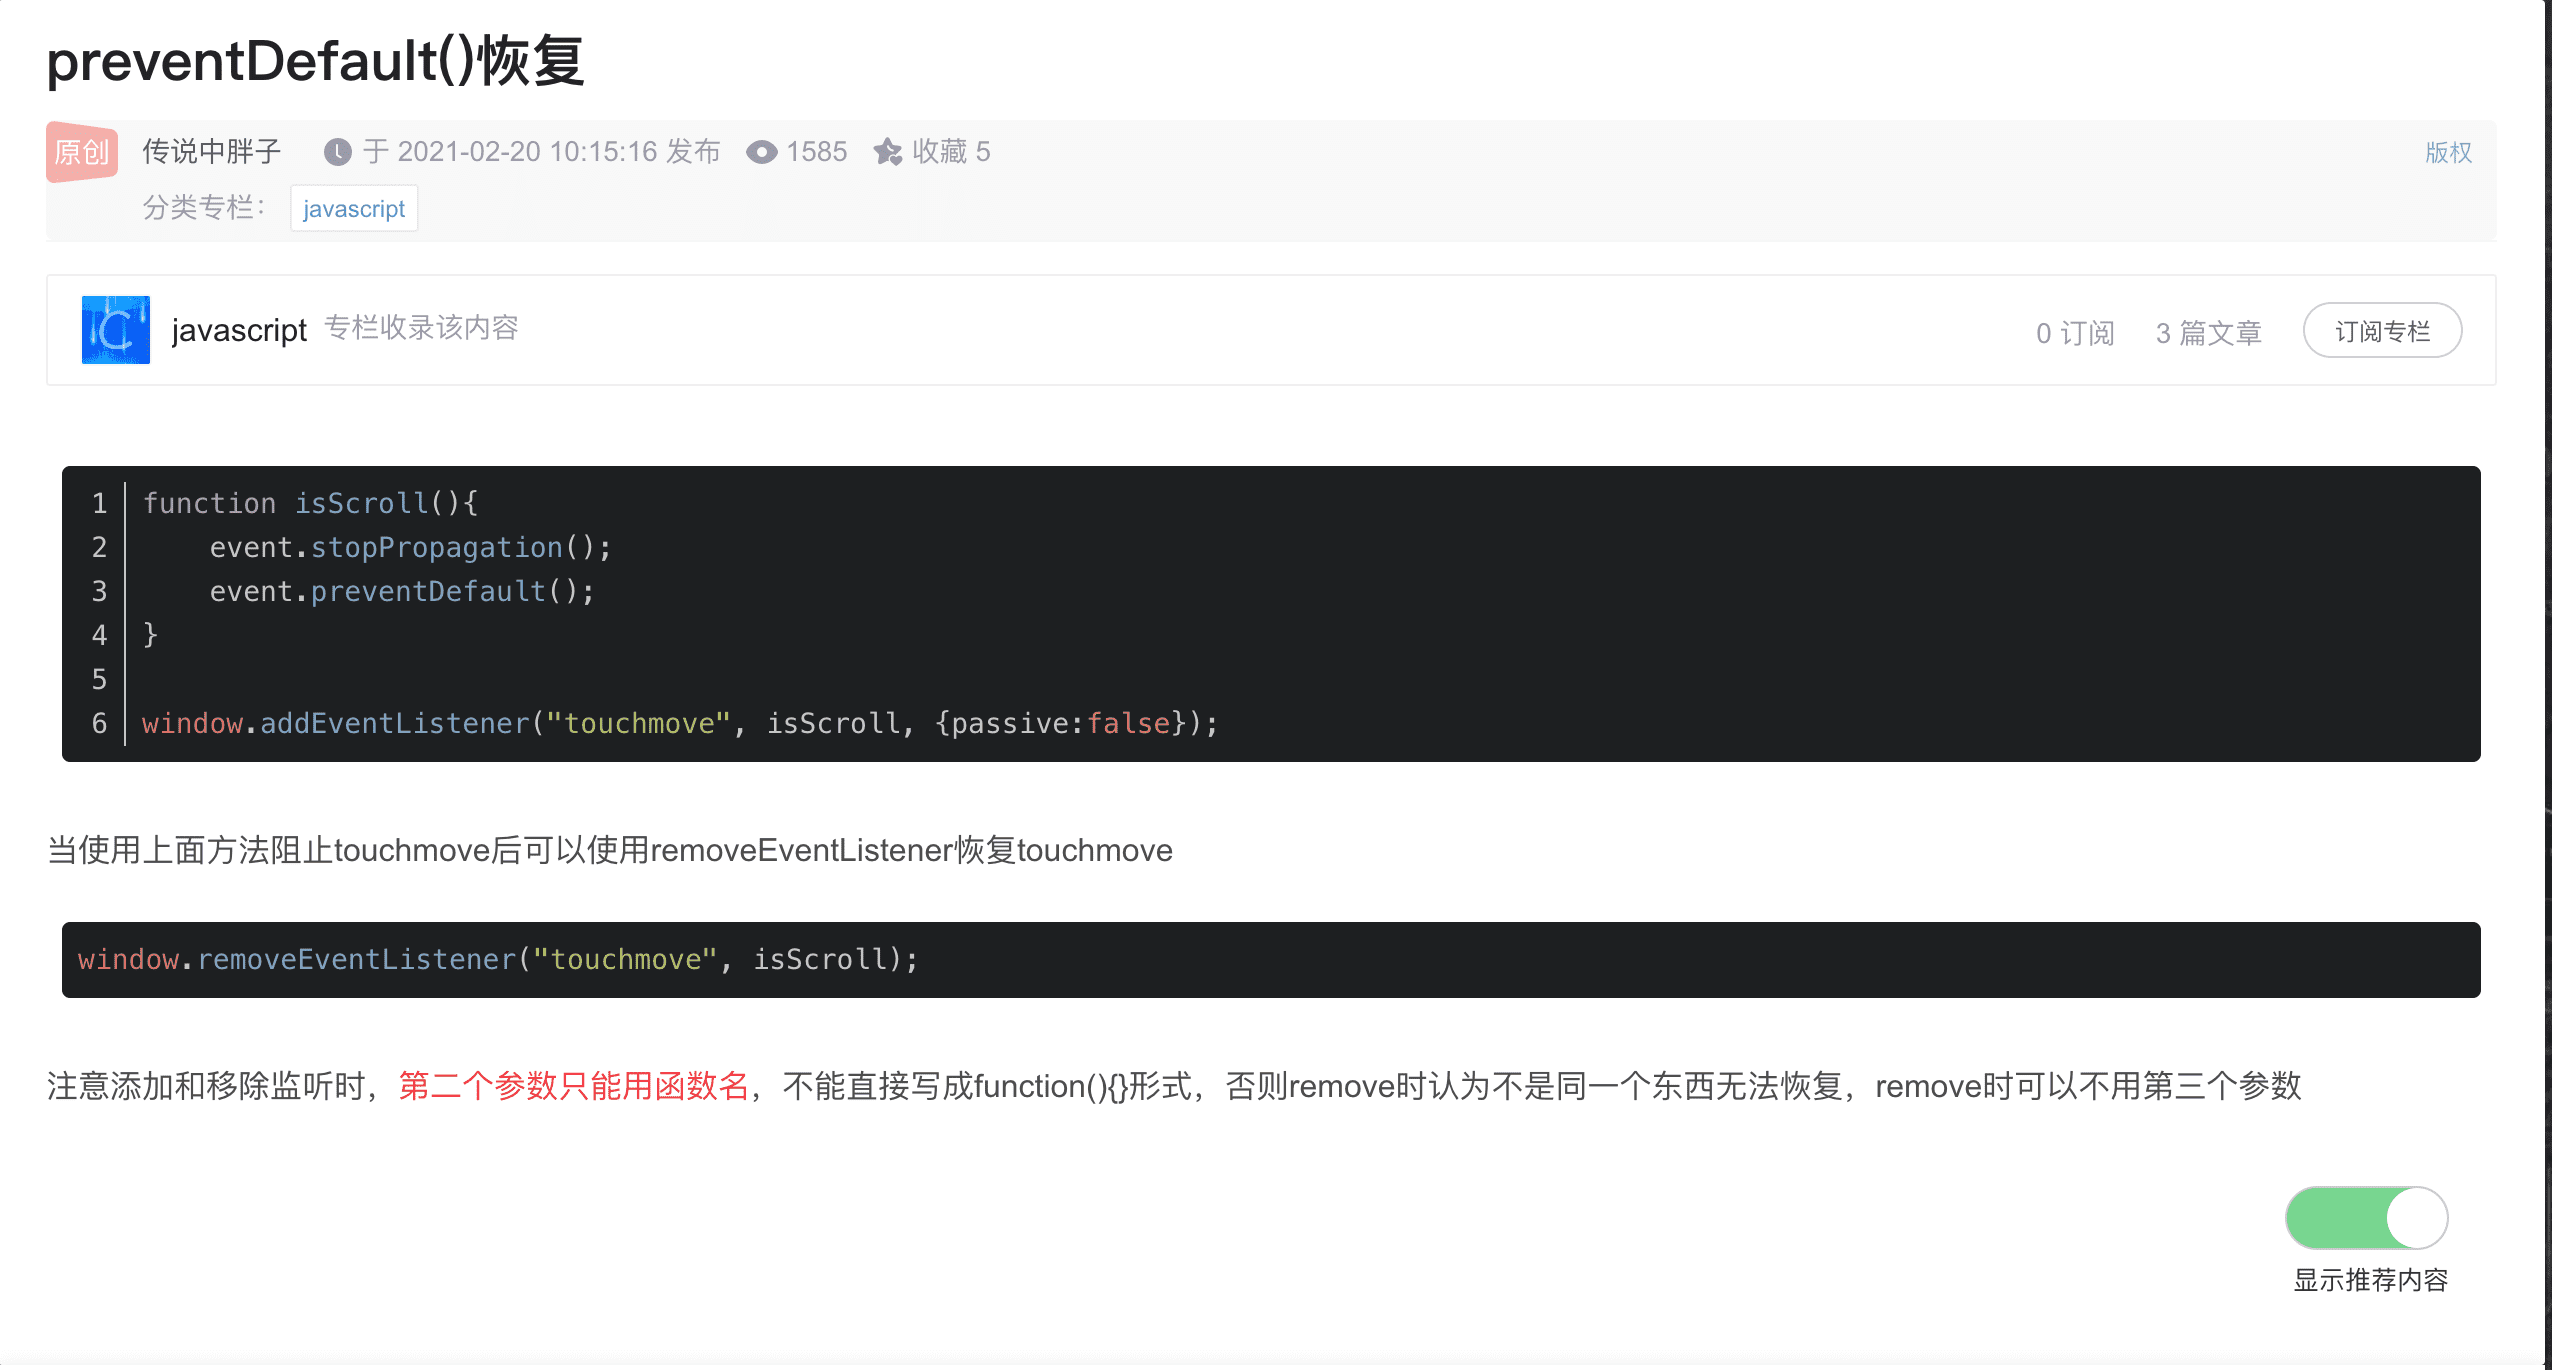 preventDefault()恢复
原创 传说中胖子 于 2021-02-20 10:15:16 发布 1585 收藏 5 版权
分类专栏： javascript
javascript 专栏收录该内容 0 订阅 3 篇文章 订阅专栏
1 function isScroll(){
2     event.stopPropagation();
3     event.preventDefault();
4 }
5
6 window.addEventListener("touchmove", isScroll, {passive:false});
当使用上面方法阻止touchmove后可以使用removeEventListener恢复touchmove
window.removeEventListener("touchmove", isScroll);
注意添加和移除监听时，第二个参数只能用函数名，不能直接写成function(){}形式，否则remove时认为不是同一个东西无法恢复，remove时可以不用第三个参数
显示推荐内容